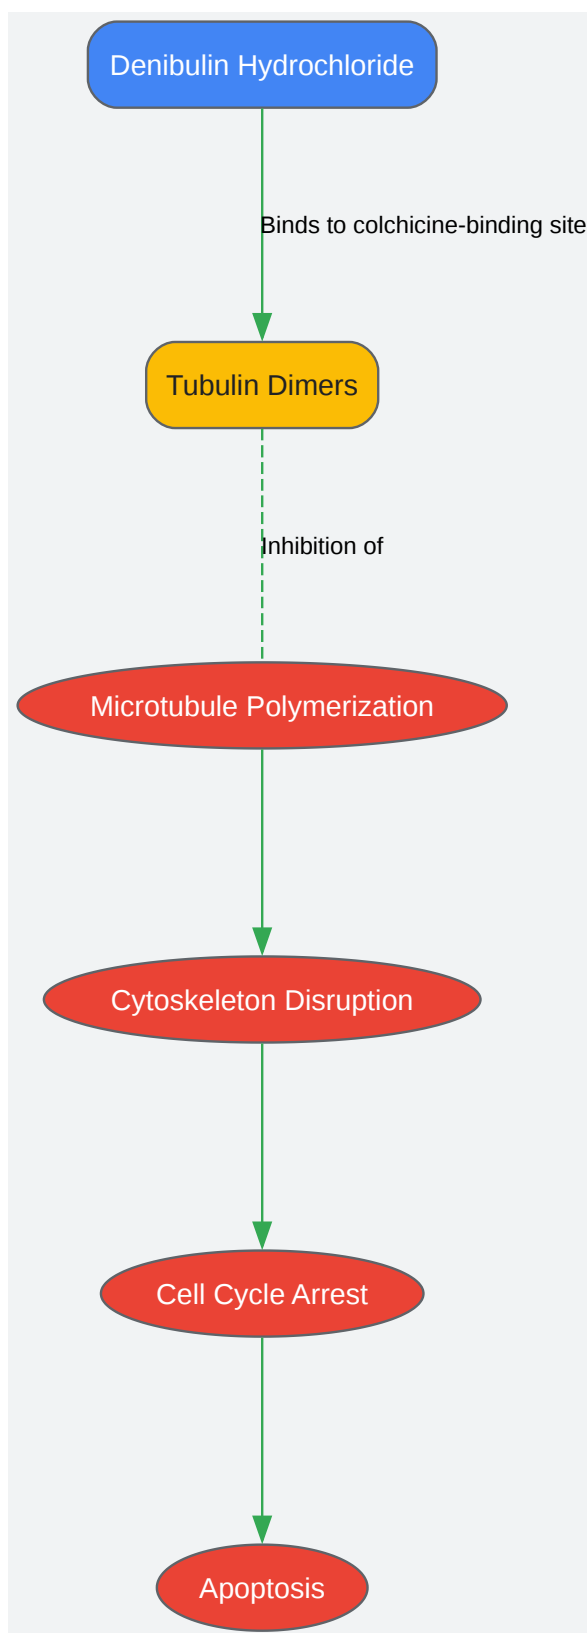 Denibulin Hydrochloride
Binds to colchicine-binding site
Tubulin Dimers
Inhibition of
Microtubule Polymerization
Cytoskeleton Disruption
Cell Cycle Arrest
Apoptosis